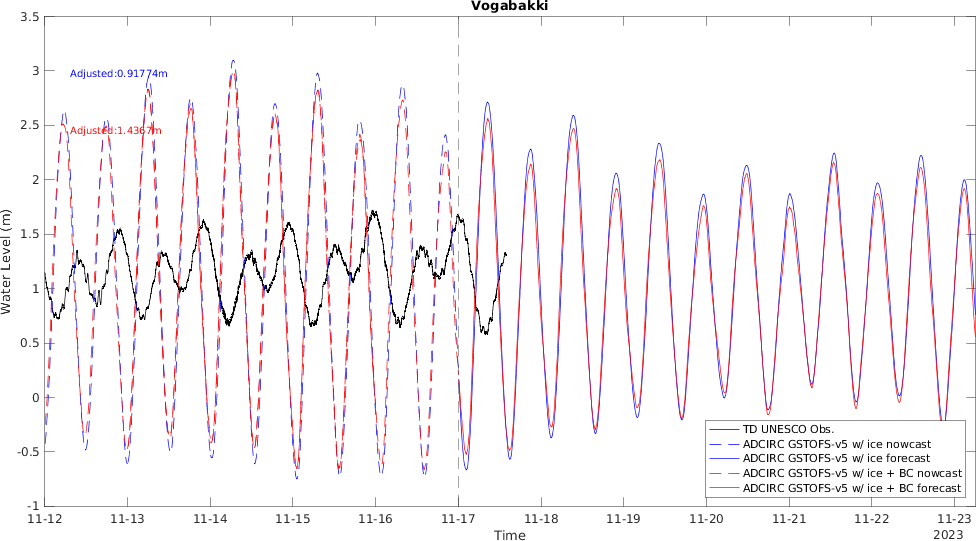 Vogabakki
3.5
3
2.5
2
1.5
1
0.5
0
-0.5
-1
Water Level (m)
Adjusted:0.91774m
Adjusted:1.4367m
TD UNESCO Obs.
ADCIRC GSTOFS-v5 w/ ice nowcast
ADCIRC GSTOFS-v5 w/ ice forecast
ADCIRC GSTOFS-v5 w/ ice + BC nowcast
ADCIRC GSTOFS-v5 w/ ice + BC forecast
11-12 11-13 11-14 11-15 11-16 11-17 11-18 11-19 11-20 11-21 11-22 11-23
Time
2023